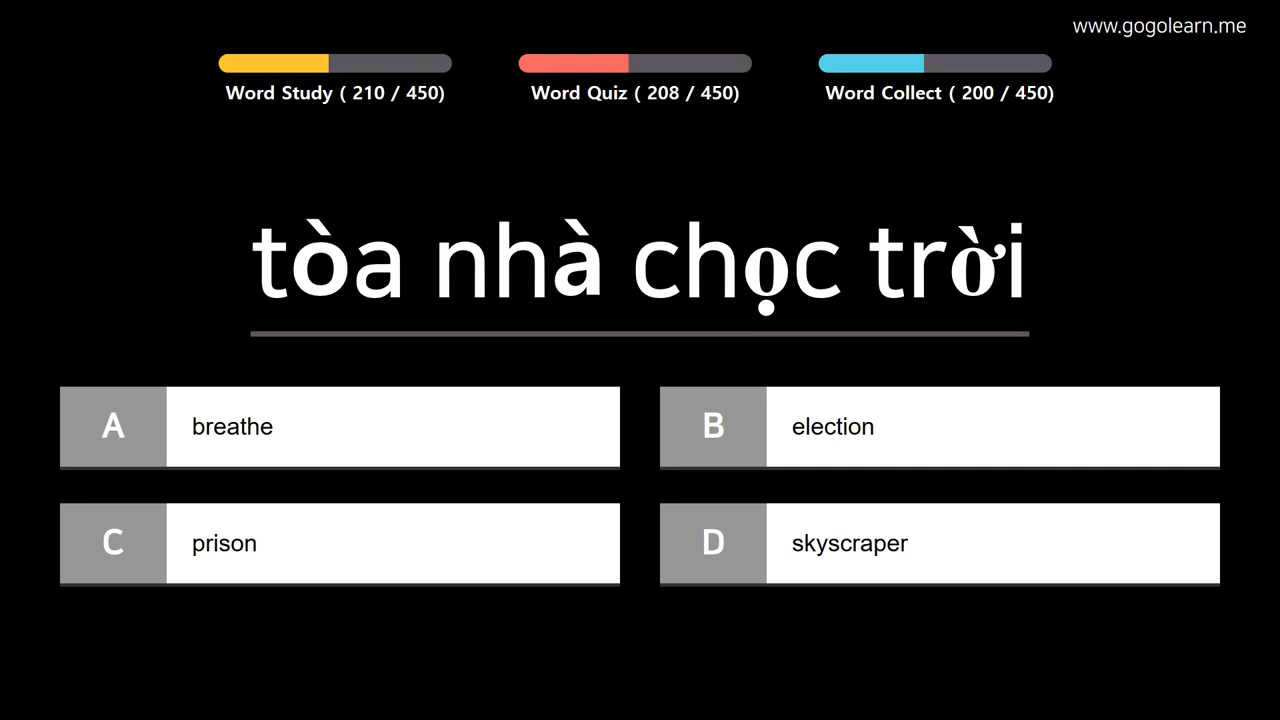 www.gogolearn.me
Word Study ( 210 / 450)
Word Quiz ( 208 / 450)
Word Collect ( 200 / 450)
tòa nhà chọc trời
A breathe
B election
C prison
D skyscraper